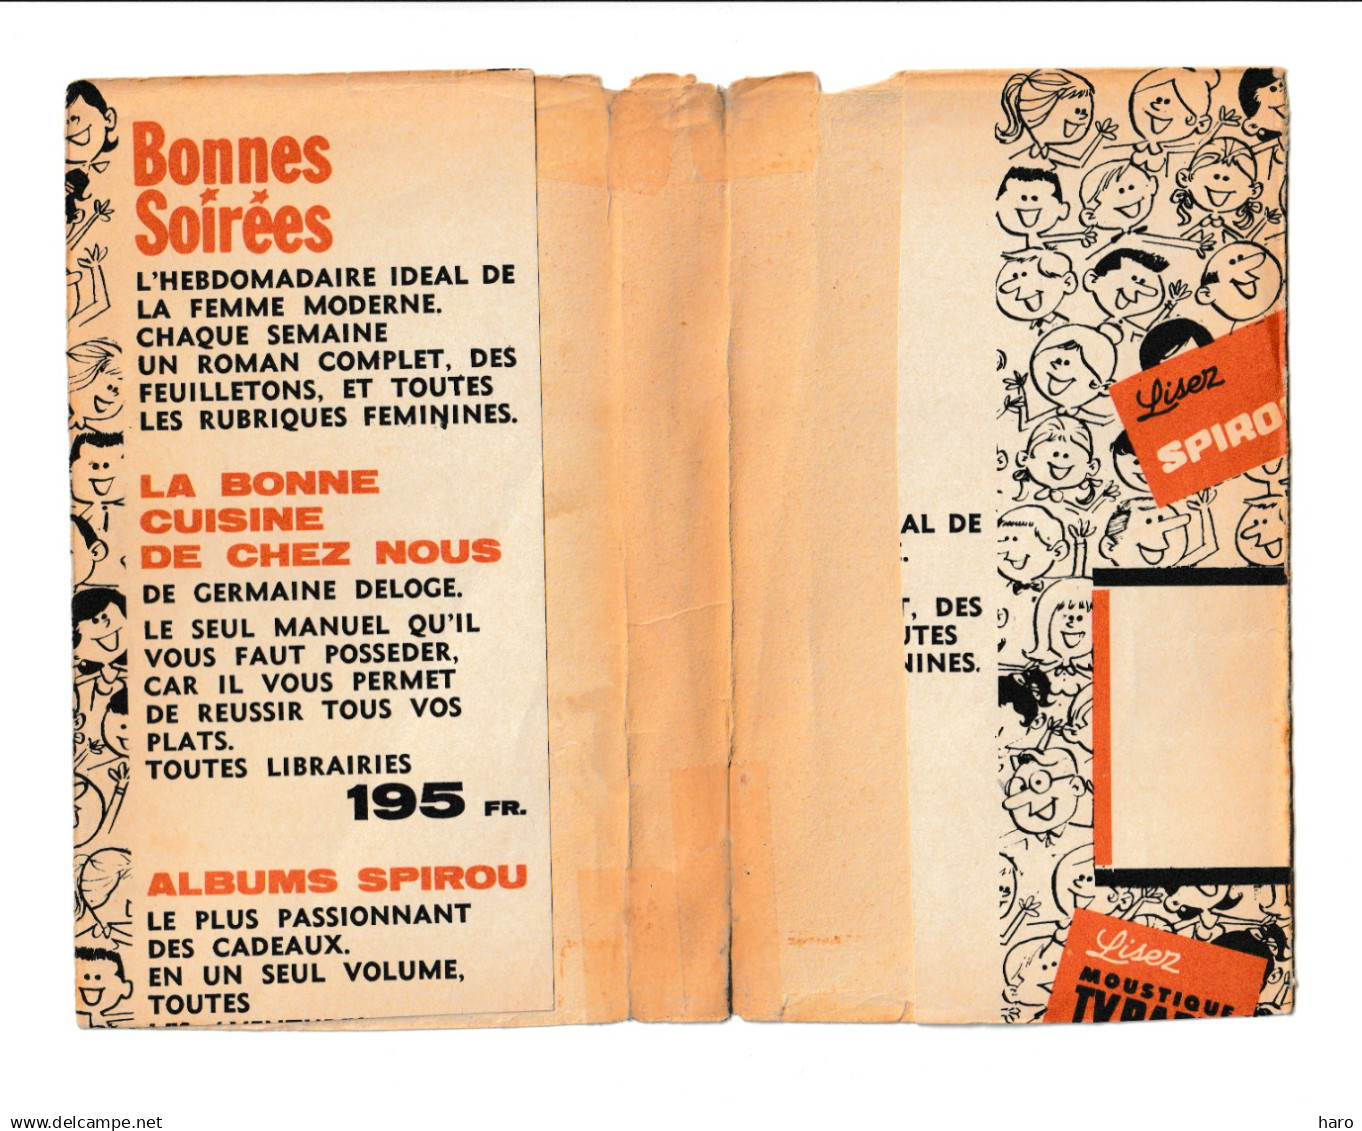 Bonnes
Soirées
L'HEBDOMADAIRE IDEAL DE
LA FEMME MODERNE.
CHAQUE SEMAINE
UN ROMAN COMPLET, DES
FEUILLETONS, ET TOUTES
LES RUBRIQUES FEMININES.
LA BONNE
CUISINE
DE CHEZ NOUS
DE GERMAINE DELOGE.
LE SEUL MANUEL QU'IL
VOUS FAUT POSSEDER,
CAR IL VOUS PERMET
DE REUSSIR TOUS VOS
PLATS.
TOUTES LIBRAIRIES
195 FR.
ALBUMS SPIROU
LE PLUS PASSIONNANT
DES CADEAUX.
EN UN SEUL VOLUME,
TOUTES
AL DE
E.
T, DES
UTES
NINES.
Lisez
SPIRO
Lisez
MOUSTIQUE
www.delcampe.net
haro